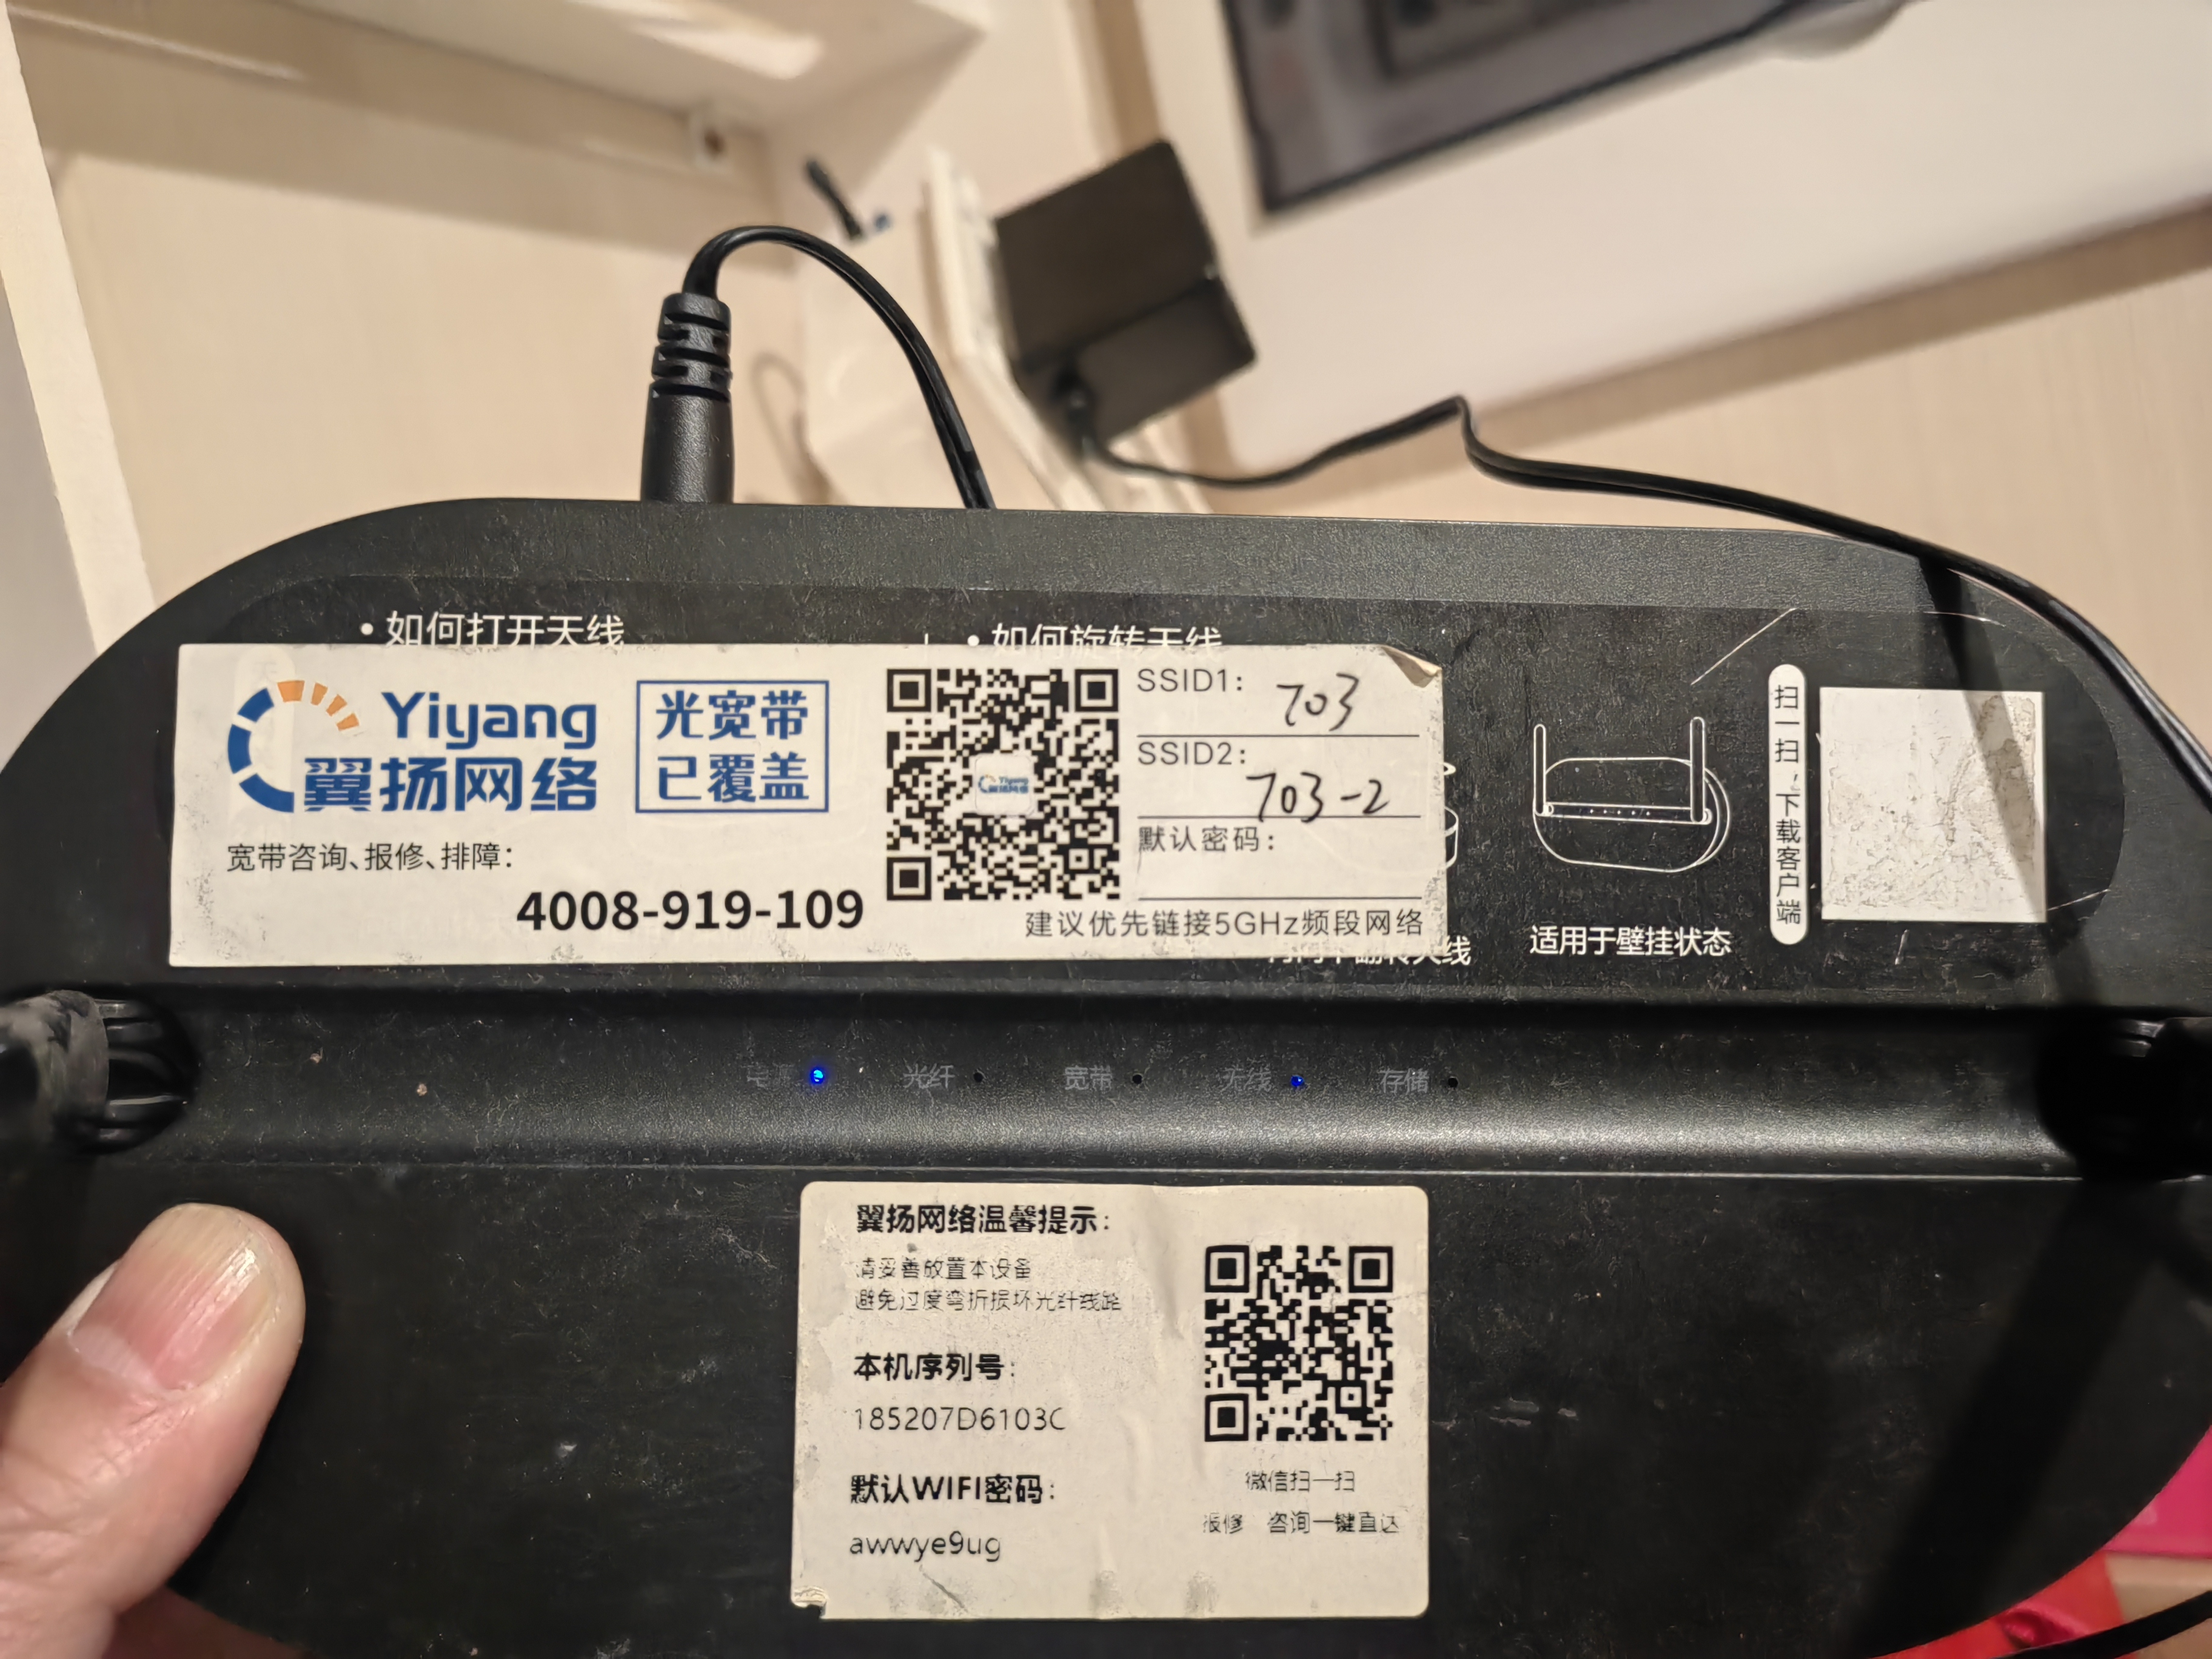 • 如何打开天线
• 如何旋转天线
Yiyang
翼扬网络
光宽带
已覆盖
宽带咨询、报修、排障：
4008-919-109
Yiyang
翼扬网络
SSID1：
703
SSID2：
703-2
默认密码：
建议优先链接5GHz频段网络
适用于壁挂状态
扫一扫，下载客户端
电源
光纤
宽带
无线
存储
翼扬网络温馨提示：
请妥善放置本设备
避免过度弯折损坏光纤线路
本机序列号：
185207D6103C
默认WIFI密码：
awwye9ug
微信扫一扫
报修 咨询一键直达